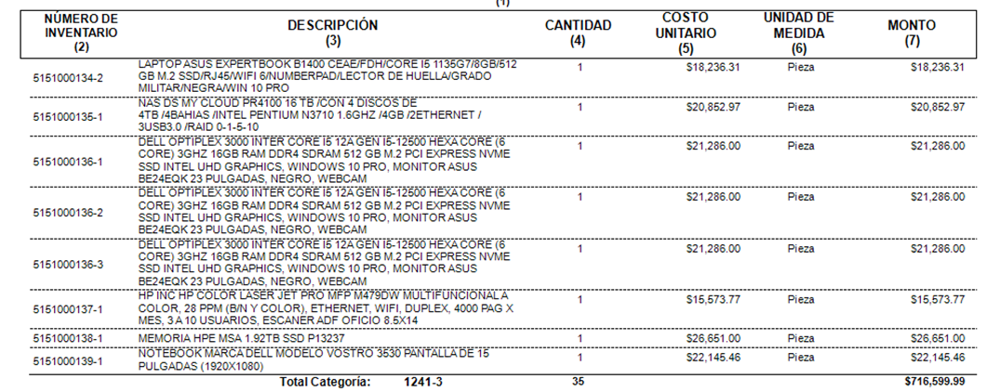 (1)
NÚMERO DE
INVENTARIO
(2)
DESCRIPCIÓN
(3)
CANTIDAD
(4)
COSTO
UNITARIO
(5)
UNIDAD DE
MEDIDA
(6)
MONTO
(7)
5151000134-2
LAPTOP ASUS EXPERTBOOK B1400 CEAE/FDH/CORE I5 1135G7/8GB/512
GB M.2 SSD/RJ45/WIFI 6/NUMBERPAD/LECTOR DE HUELLA/GRADO
MILITAR/NEGRA/WIN 10 PRO
1 $18,236.31 Pieza $18,236.31
5151000135-1
NAS DS MY CLOUD PR4100 16 TB /CON 4 DISCOS DE
4TB /4BAHIAS /INTEL PENTIUM N3710 1.6GHZ /4GB /2ETHERNET /
3USB3.0 /RAID 0-1-5-10
1 $20,852.97 Pieza $20,852.97
5151000136-1
DELL OPTIPLEX 3000 INTER CORE I5 12A GEN I5-12500 HEXA CORE (6
CORE) 3GHZ 16GB RAM DDR4 SDRAM 512 GB M.2 PCI EXPRESS NVME
SSD INTEL UHD GRAPHICS, WINDOWS 10 PRO, MONITOR ASUS
BE24EQK 23 PULGADAS, NEGRO, WEBCAM
1 $21,286.00 Pieza $21,286.00
5151000136-2
DELL OPTIPLEX 3000 INTER CORE I5 12A GEN I5-12500 HEXA CORE (6
CORE) 3GHZ 16GB RAM DDR4 SDRAM 512 GB M.2 PCI EXPRESS NVME
SSD INTEL UHD GRAPHICS, WINDOWS 10 PRO, MONITOR ASUS
BE24EQK 23 PULGADAS, NEGRO, WEBCAM
1 $21,286.00 Pieza $21,286.00
5151000136-3
DELL OPTIPLEX 3000 INTER CORE I5 12A GEN I5-12500 HEXA CORE (6
CORE) 3GHZ 16GB RAM DDR4 SDRAM 512 GB M.2 PCI EXPRESS NVME
SSD INTEL UHD GRAPHICS, WINDOWS 10 PRO, MONITOR ASUS
BE24EQK 23 PULGADAS, NEGRO, WEBCAM
1 $21,286.00 Pieza $21,286.00
5151000137-1
HP INC HP COLOR LASER JET PRO MFP M479DW MULTIFUNCIONAL A
COLOR, 28 PPM (B/N Y COLOR), ETHERNET, WIFI, DUPLEX, 4000 PAG X
MES, 3 A 10 USUARIOS, ESCANER ADF OFICIO 8.5X14
1 $15,573.77 Pieza $15,573.77
5151000138-1 MEMORIA HPE MSA 1.92TB SSD P13237 1 $26,651.00 Pieza $26,651.00
5151000139-1
NOTEBOOK MARCA DELL MODELO VOSTRO 3530 PANTALLA DE 15
PULGADAS (1920X1080)
1 $22,145.46 Pieza $22,145.46
Total Categoría: 1241-3 35 $716,599.99